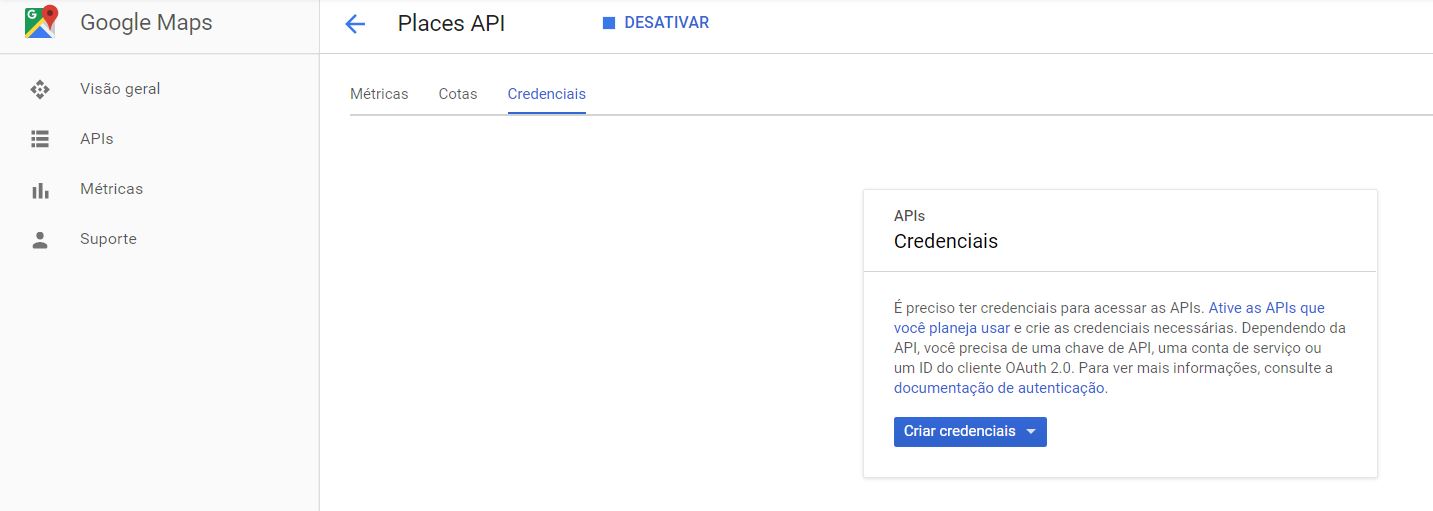 Google Maps
Places API
DESATIVAR
Visão geral
APIs
Métricas
Suporte
Métricas
Cotas
Credenciais
APIs
Credenciais
É preciso ter credenciais para acessar as APIs. Ative as APIs que
você planeja usar e crie as credenciais necessárias. Dependendo da
API, você precisa de uma chave de API, uma conta de serviço ou
um ID do cliente OAuth 2.0. Para ver mais informações, consulte a
documentação de autenticação.
Criar credenciais